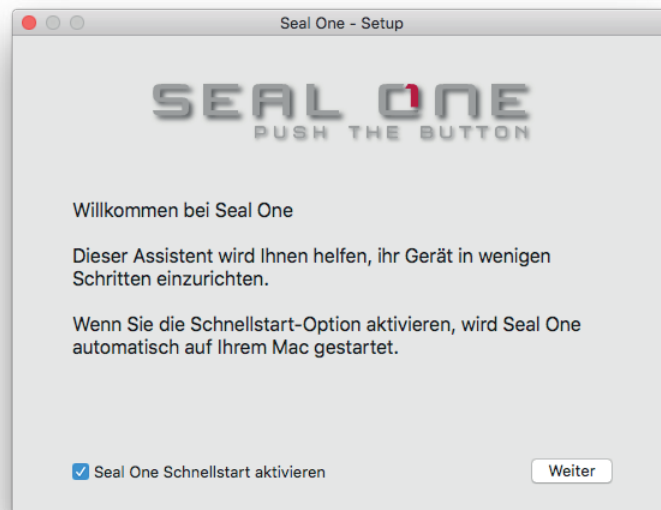 Seal One - Setup
SEAL ONE
PUSH THE BUTTON
Willkommen bei Seal One
Dieser Assistent wird Ihnen helfen, ihr Gerät in wenigen
Schritten einzurichten.
Wenn Sie die Schnellstart-Option aktivieren, wird Seal One
automatisch auf Ihrem Mac gestartet.
Seal One Schnellstart aktivieren
Weiter